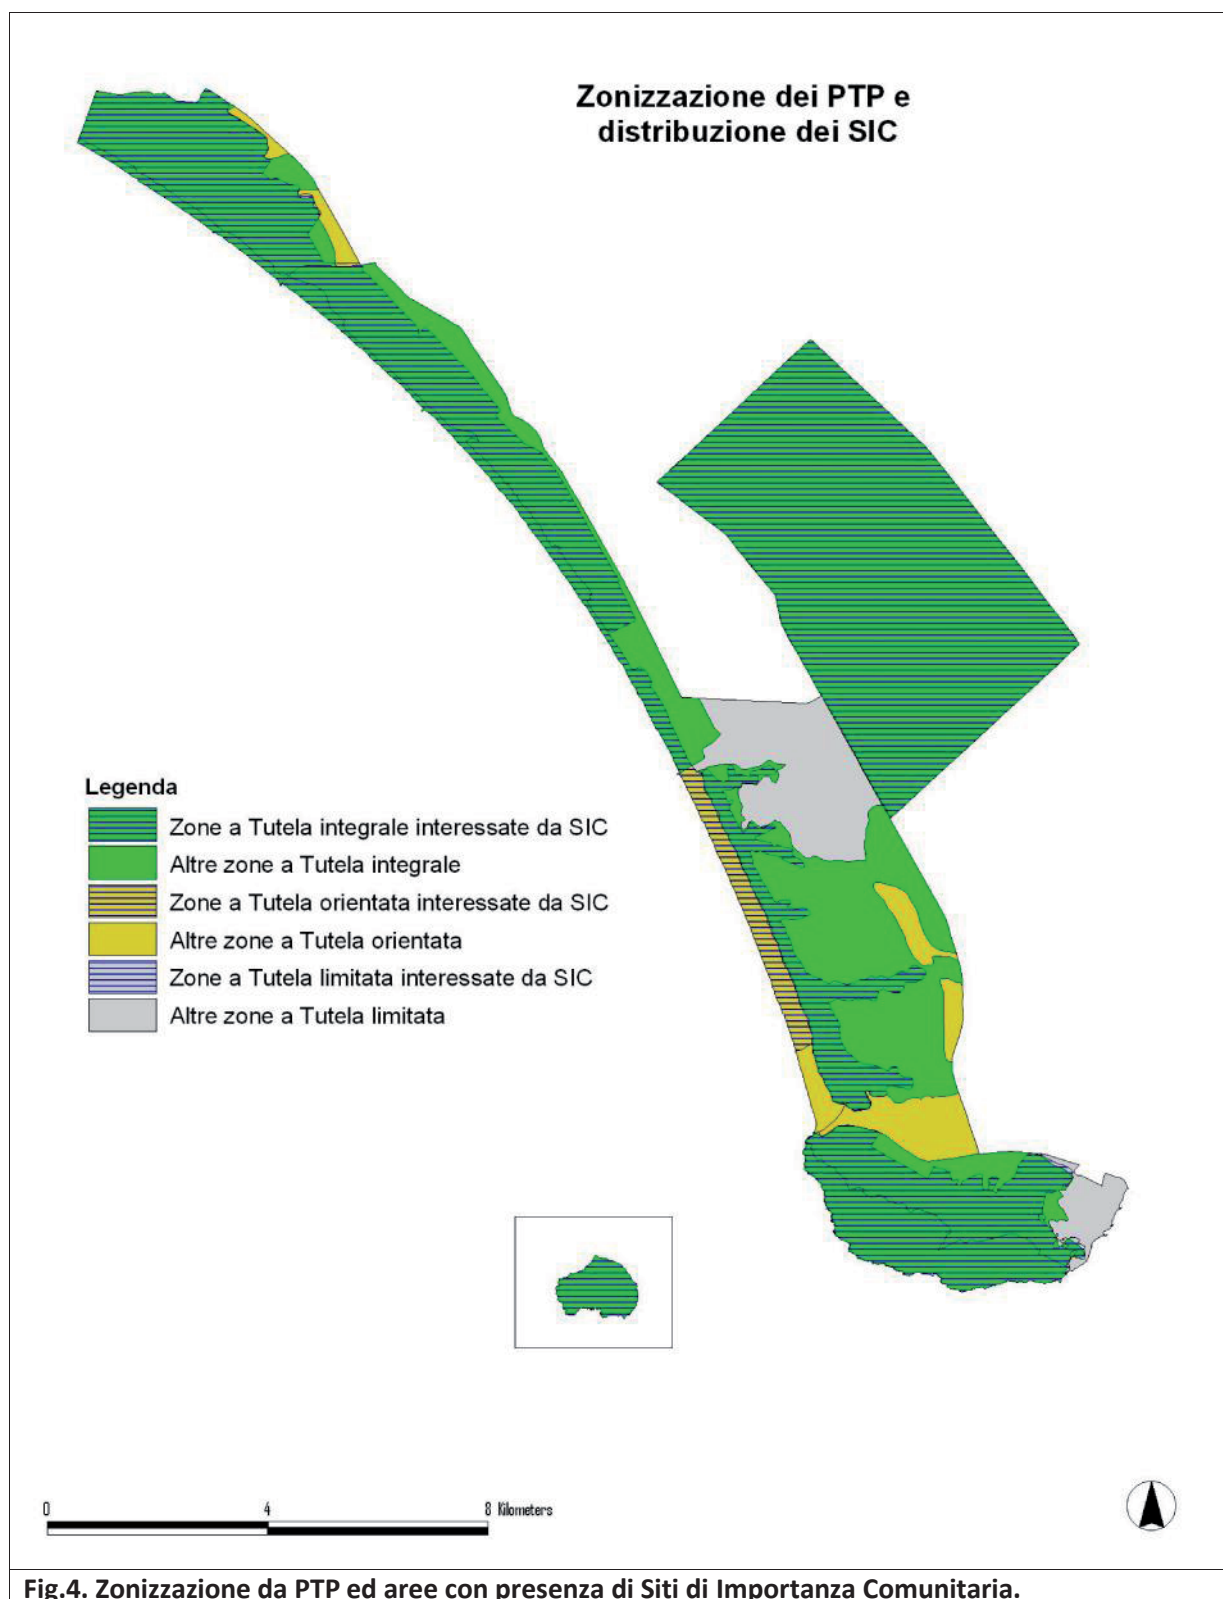 Zonizzazione dei PTP e
distribuzione dei SIC
Legenda
Zone a Tutela integrale interessate da SIC
Altre zone a Tutela integrale
Zone a Tutela orientata interessate da SIC
Altre zone a Tutela orientata
Zone a Tutela limitata interessate da SIC
Altre zone a Tutela limitata
0 4 8 Kilometers
Fig.4. Zonizzazione da PTP ed aree con presenza di Siti di Importanza Comunitaria.